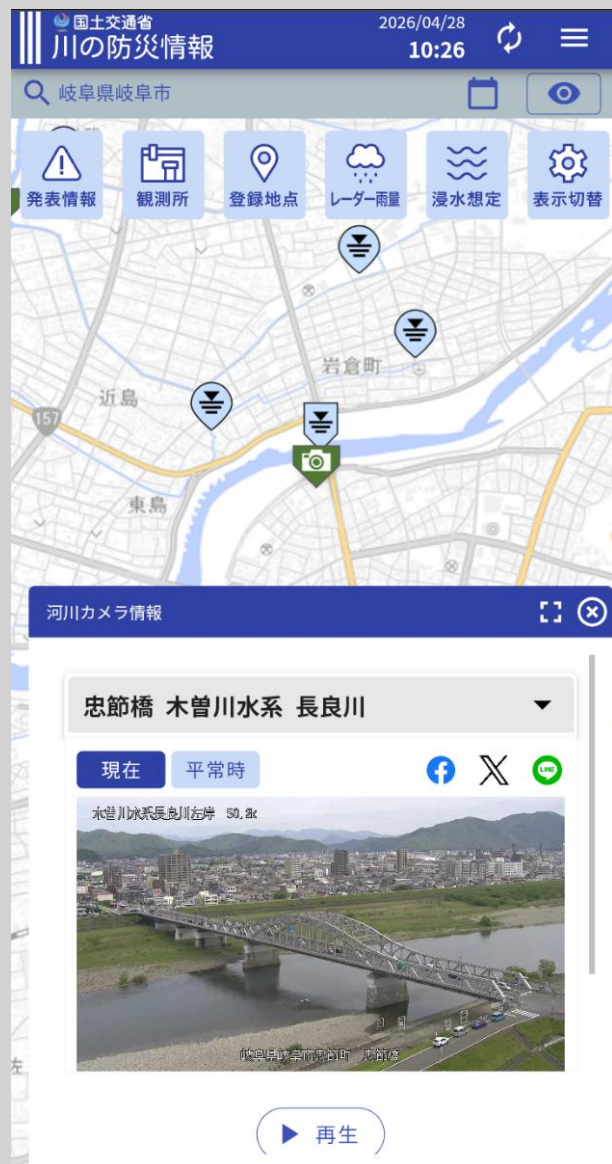 国土交通省
川の防災情報
2026/04/28
10:26
岐阜県岐阜市
発表情報
観測所
登録地点
レーダー雨量
浸水想定
表示切替
岩倉町
近島
157
東島
河川カメラ情報
忠節橋 木曽川水系 長良川
現在
平常時
LINE
木曽川水系長良川左岸 50.2k
岐阜県岐阜市忠節町 忠節橋
佐
再生